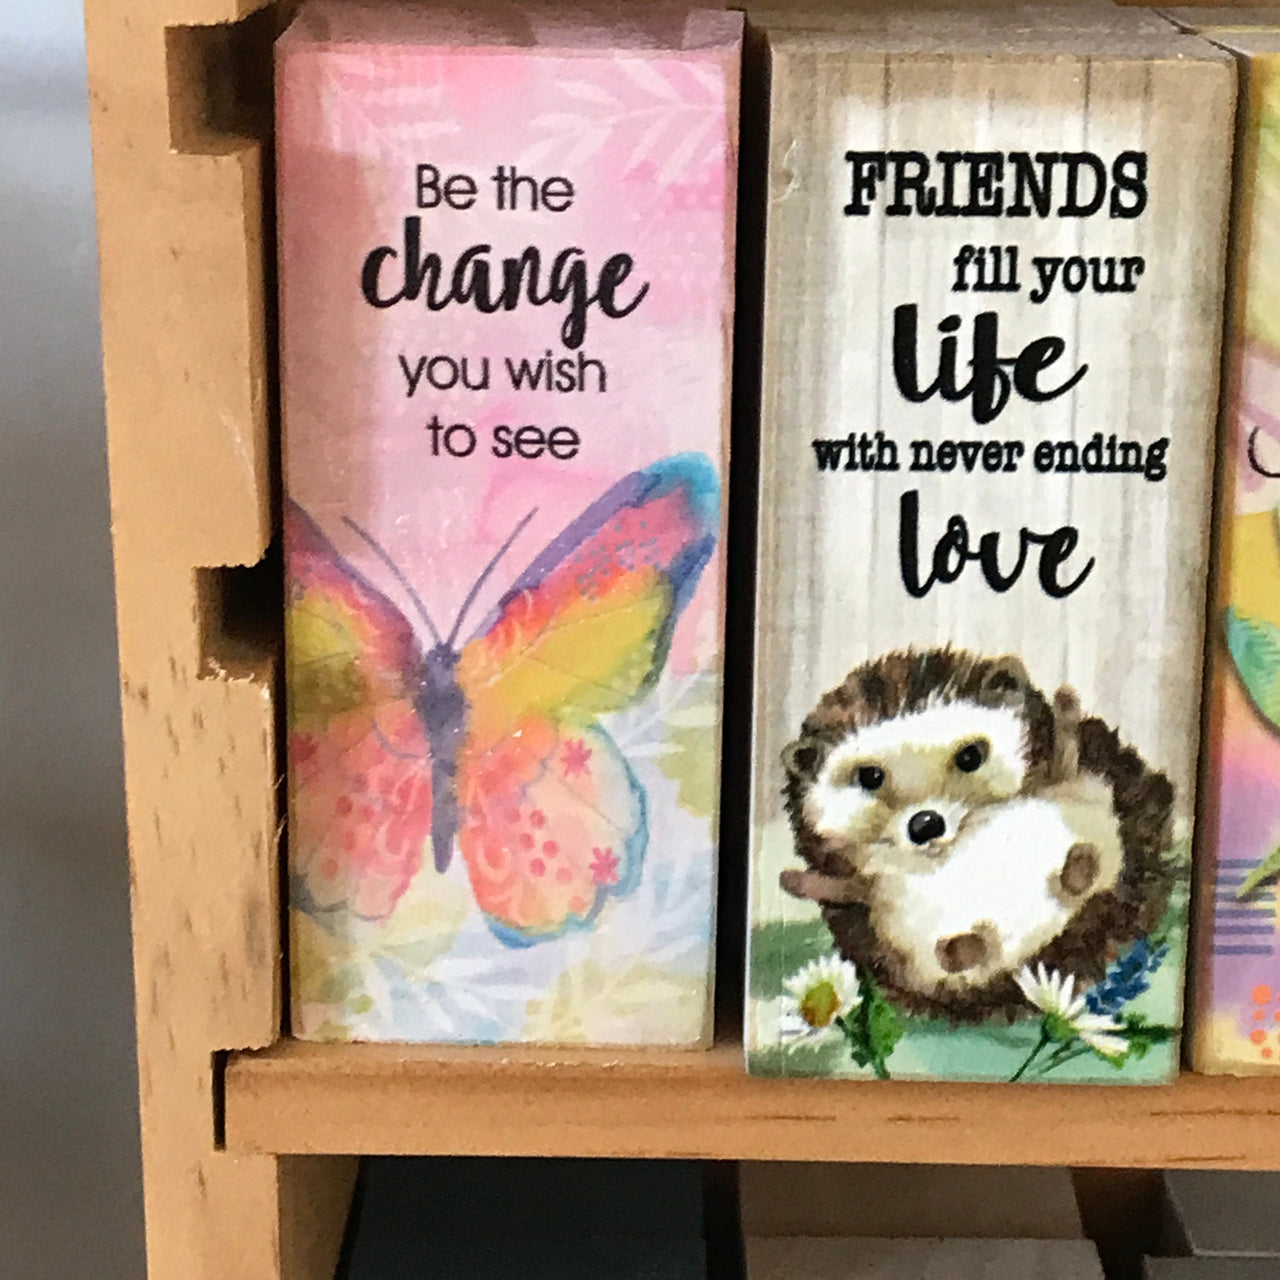 Be the
change
you wish
to see
FRIENDS
fill your
life
with never ending
love